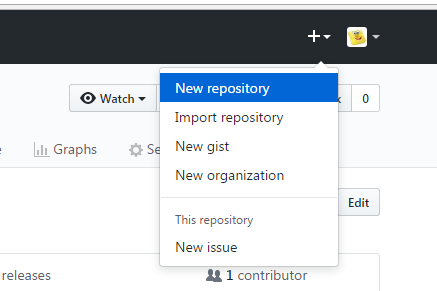 Watch
New repository
0
Import repository
Graphs
New gist
New organization
Edit
This repository
New issue
releases
1 contributor